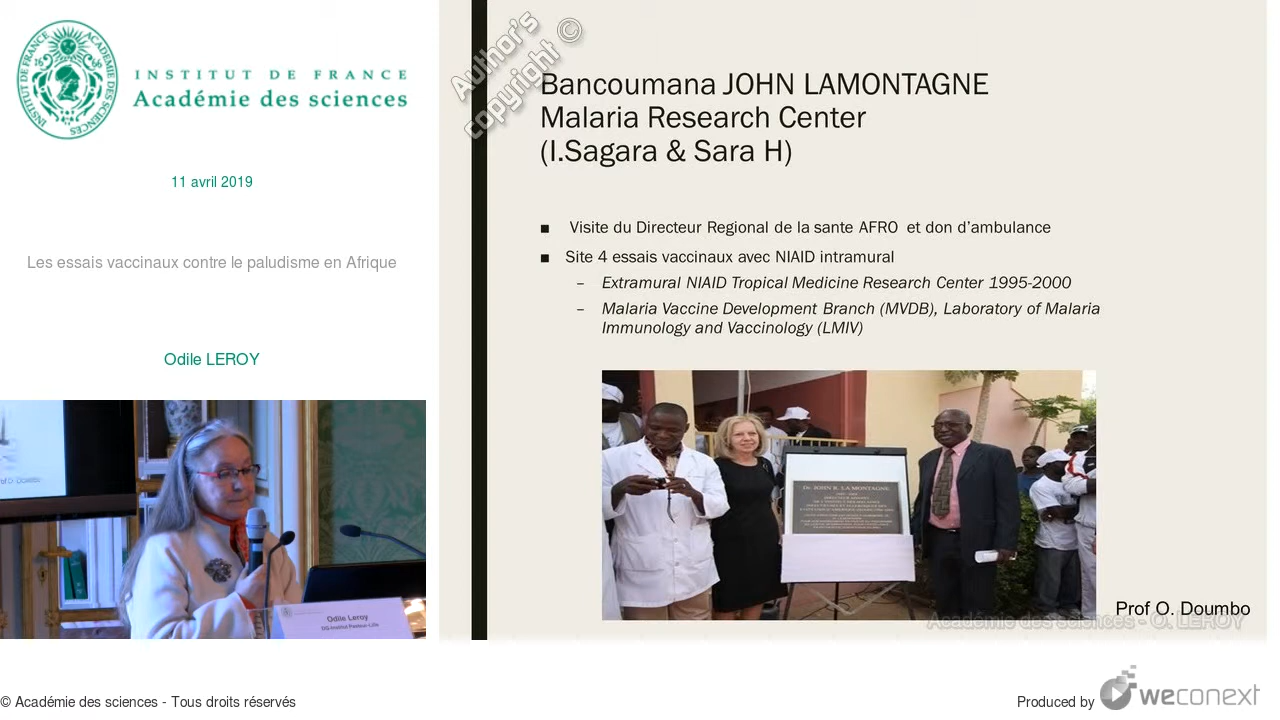 INSTITUT DE FRANCE
Académie des sciences
11 avril 2019
Les essais vaccinaux contre le paludisme en Afrique
Odile LEROY
Odile Leroy
Author's
copyright ©
Bancoumana JOHN LAMONTAGNE
Malaria Research Center
(I.Sagara & Sara H)
■ Visite du Directeur Regional de la sante AFRO et don d’ambulance
■ Site 4 essais vaccinaux avec NIAID intramural
– Extramural NIAID Tropical Medicine Research Center 1995-2000
– Malaria Vaccine Development Branch (MVDB), Laboratory of Malaria
Immunology and Vaccinology (LMIV)
Dr. JOHN R. LA MONTAGNE
Prof O. Doumbo
Académie des sciences - O. LEROY
© Académie des sciences - Tous droits réservés
Produced by weconext